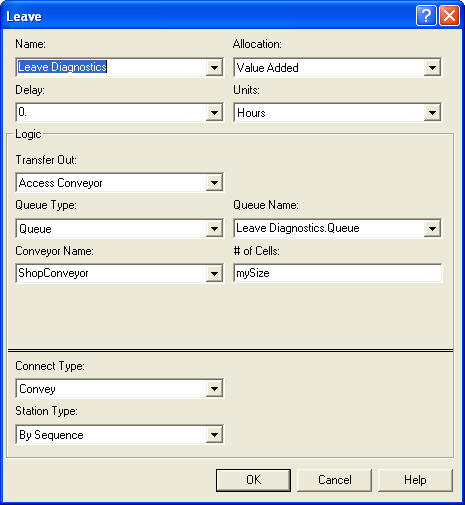 Leave
Name: Allocation:
Leave Diagnostics Value Added
Delay: Units:
0. Hours
Logic
Transfer Out:
Access Conveyor
Queue Type: Queue Name:
Queue Leave Diagnostics.Queue
Conveyor Name: # of Cells:
ShopConveyor mySize
Connect Type:
Convey
Station Type:
By Sequence
OK Cancel Help